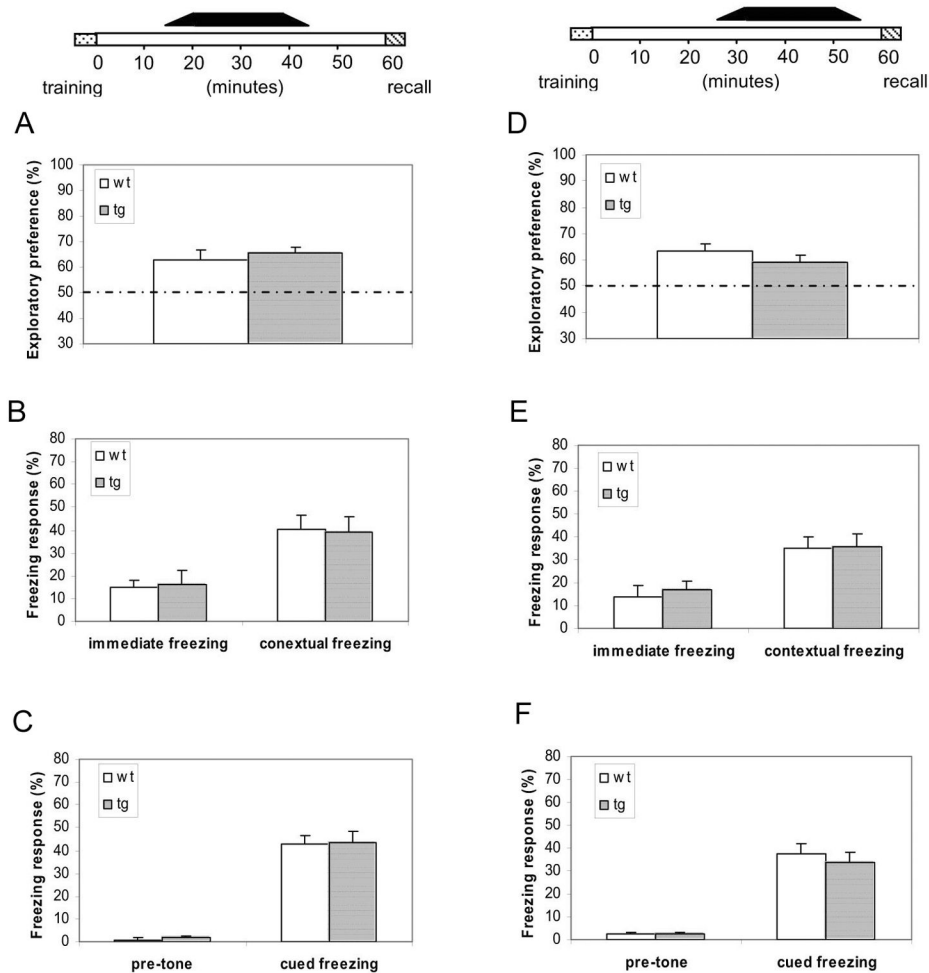 0 10 20 30 40 50 60
training (minutes) recall
0 10 20 30 40 50 60
training (minutes) recall
A
Exploratory preference (%)
100
90
80
70
60
50
40
30
wt
tg
D
Exploratory preference (%)
100
90
80
70
60
50
40
30
wt
tg
B
Freezing response (%)
80
70
60
50
40
30
20
10
0
wt
tg
immediate freezing conextual freezing
E
Freezing response (%)
80
70
60
50
40
30
20
10
0
wt
tg
immediate freezing contextual freezing
C
Freezing response (%)
80
70
60
50
40
30
20
10
0
wt
tg
pre-tone cued freezing
F
Freezing response (%)
80
70
60
50
40
30
20
10
0
wt
tg
pre-tone cued freezing